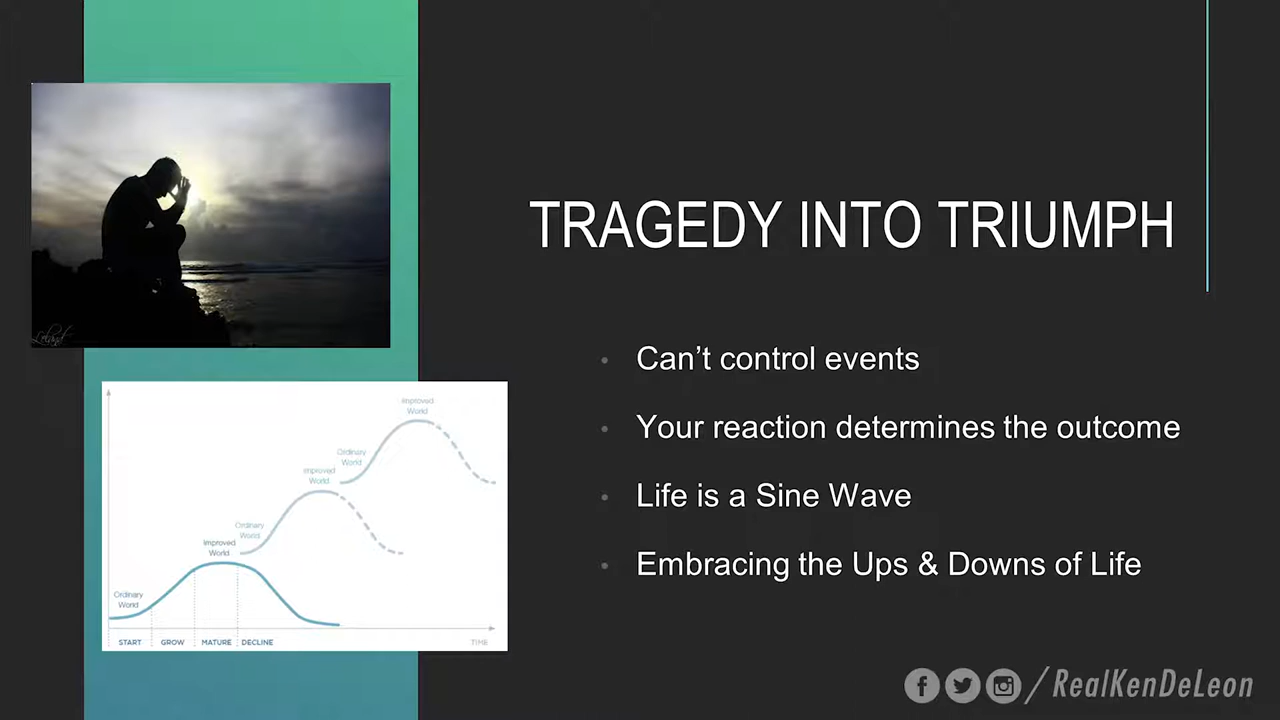 TRAGEDY INTO TRIUMPH
• Can't control events
• Your reaction determines the outcome
• Life is a Sine Wave
• Embracing the Ups & Downs of Life
Leland
Improved
World
Ordinary
World
Improved
World
Ordinary
World
Improved
World
Ordinary
World
START GROW MATURE DECLINE TIME
/RealKenDeLeon